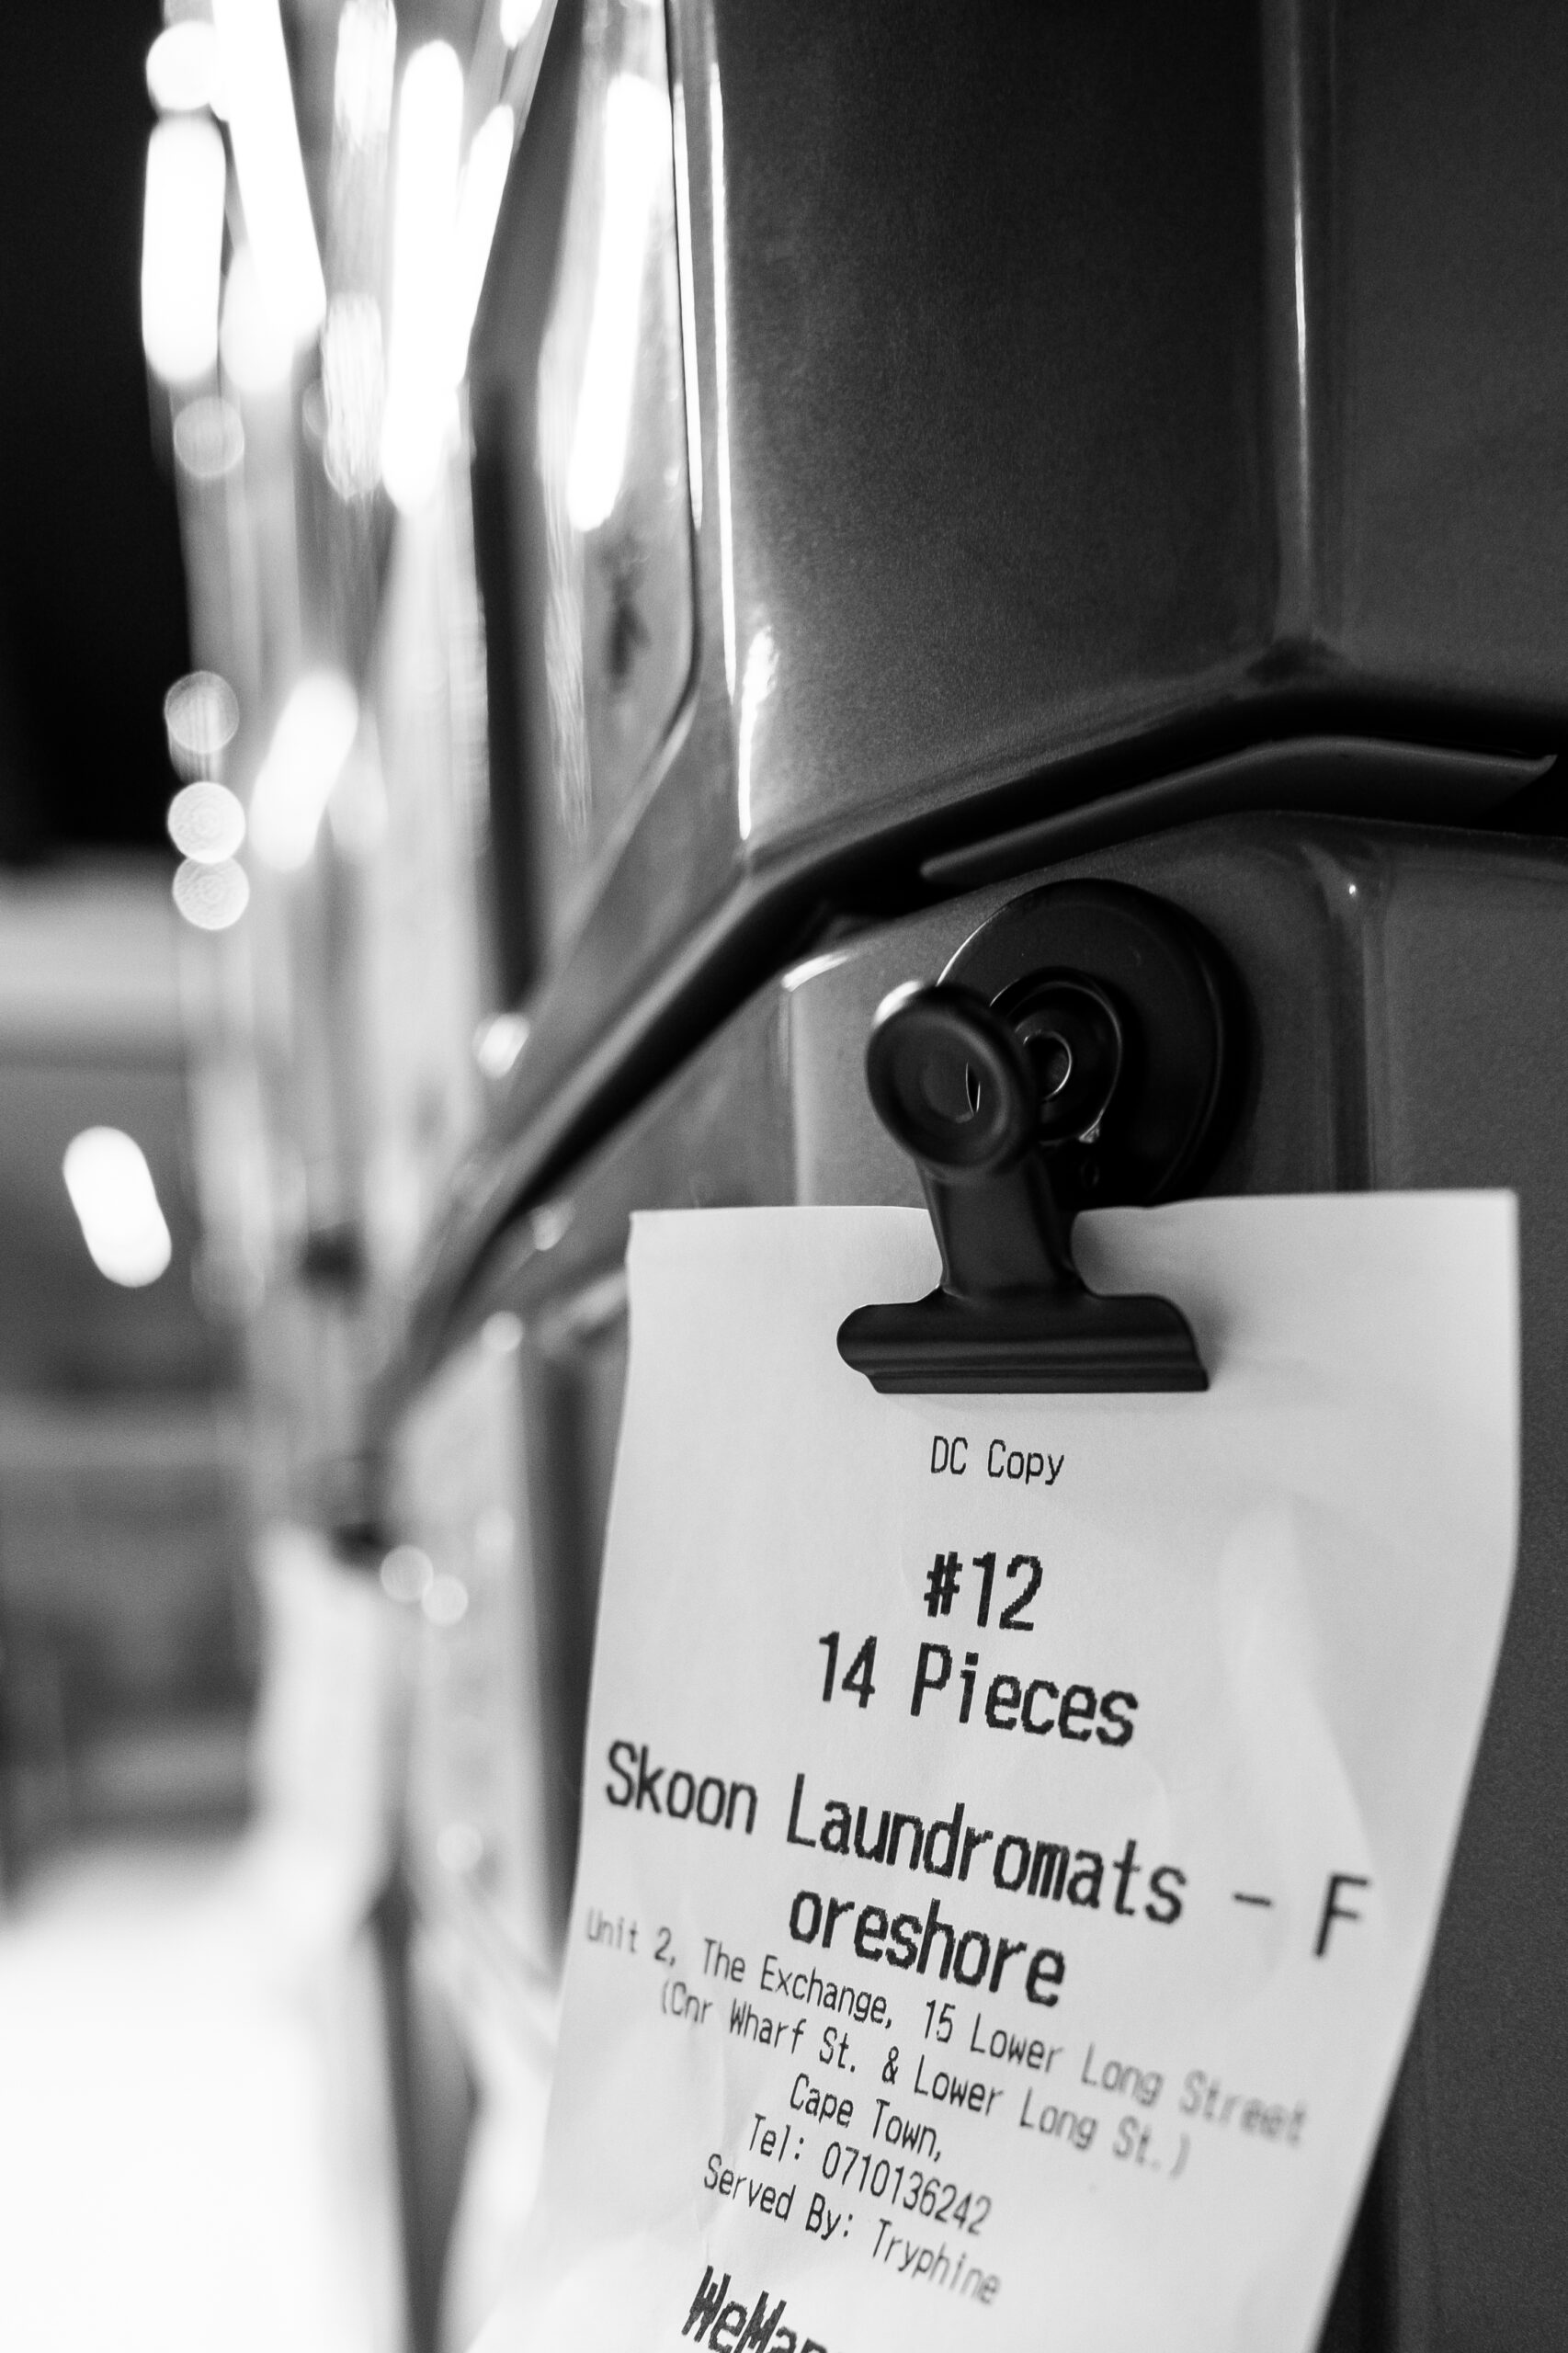 DC Copy
#12
14 Pieces
Skoon Laundromats - F
oreshore
Unit 2, The Exchange, 15 Lower Long Street
(Cnr Wharf St. & Lower Long St.)
Cape Town,
Tel: 0710136242
Served By: Tryphine